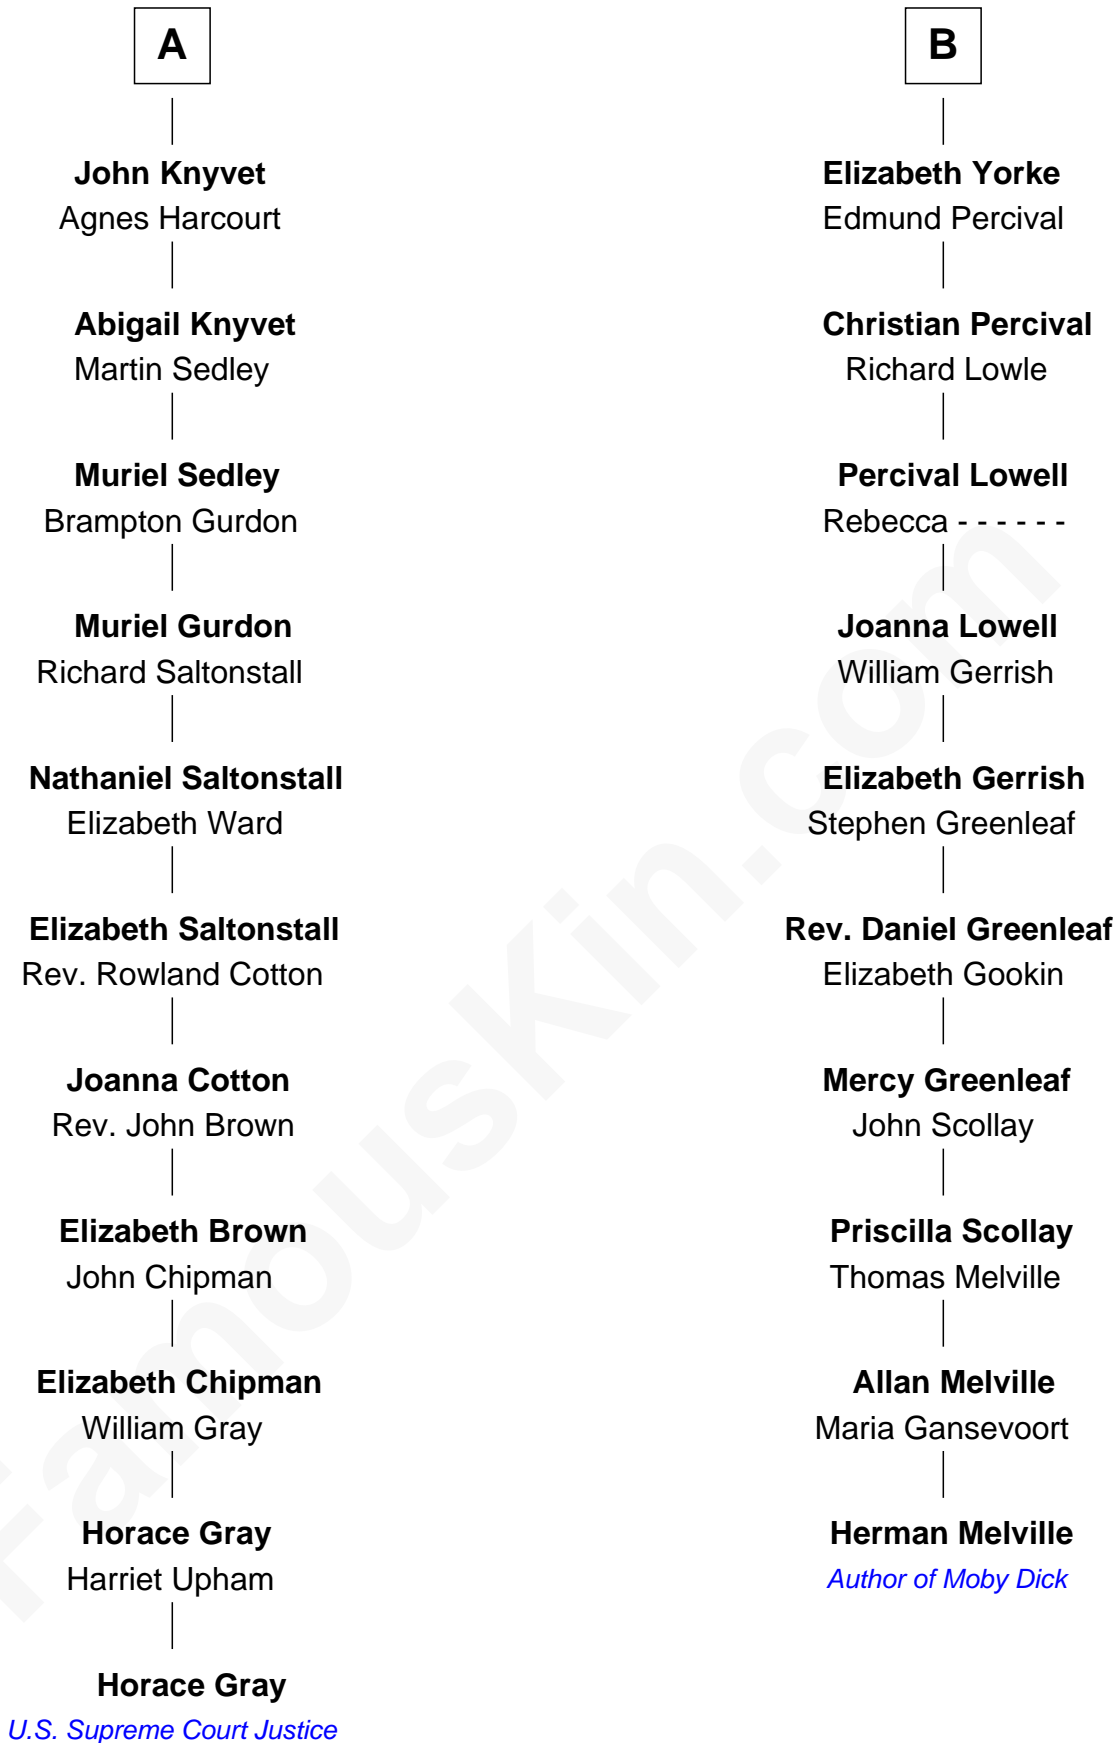 A
John Knyvet
Agnes Harcourt
Abigail Knyvet
Martin Sedley
Muriel Sedley
Brampton Gurdon
Muriel Gurdon
Richard Saltonstall
Nathaniel Saltonstall
Elizabeth Ward
Elizabeth Saltonstall
Rev. Rowland Cotton
Joanna Cotton
Rev. John Brown
Elizabeth Brown
John Chipman
Elizabeth Chipman
William Gray
Horace Gray
Harriet Upham
Horace Gray
U.S. Supreme Court Justice
B
Elizabeth Yorke
Edmund Percival
Christian Percival
Richard Lowle
Percival Lowell
Rebecca - - - - - -
Joanna Lowell
William Gerrish
Elizabeth Gerrish
Stephen Greenleaf
Rev. Daniel Greenleaf
Elizabeth Gookin
Mercy Greenleaf
John Scollay
Priscilla Scollay
Thomas Melville
Allan Melville
Maria Gansevoort
Herman Melville
Author of Moby Dick
FamousKin.com